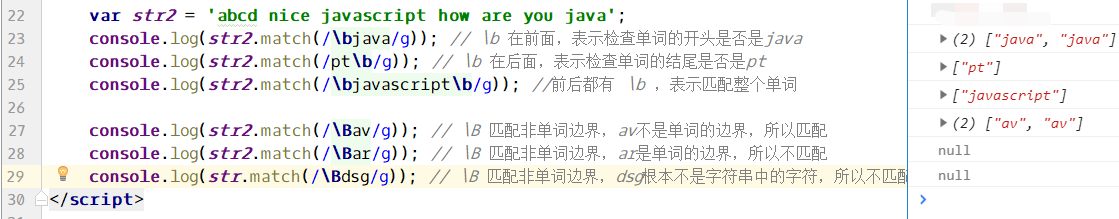 22 var str2 = 'abcd nice javascript how are you java';
23 console.log(str2.match(/\bjava/g)); // \b 在前面，表示检查单词的开头是否是java
24 console.log(str2.match(/pt\b/g)); // \b 在后面，表示检查单词的结尾是否是pt
25 console.log(str2.match(/\bjavascript\b/g)); //前后都有 \b ，表示匹配整个单词
26
27 console.log(str2.match(/\Bav/g)); // \B 匹配非单词边界，av不是单词的边界，所以匹配
28 console.log(str2.match(/\Bar/g)); // \B 匹配非单词边界，ar是单词的边界，所以不匹配
29 console.log(str.match(/\Bdsg/g)); // \B 匹配非单词边界，dsg根本不是字符串中的字符，所以不匹配
30 </script>
(2) ["java", "java"]
["pt"]
["javascript"]
(2) ["av", "av"]
null
null